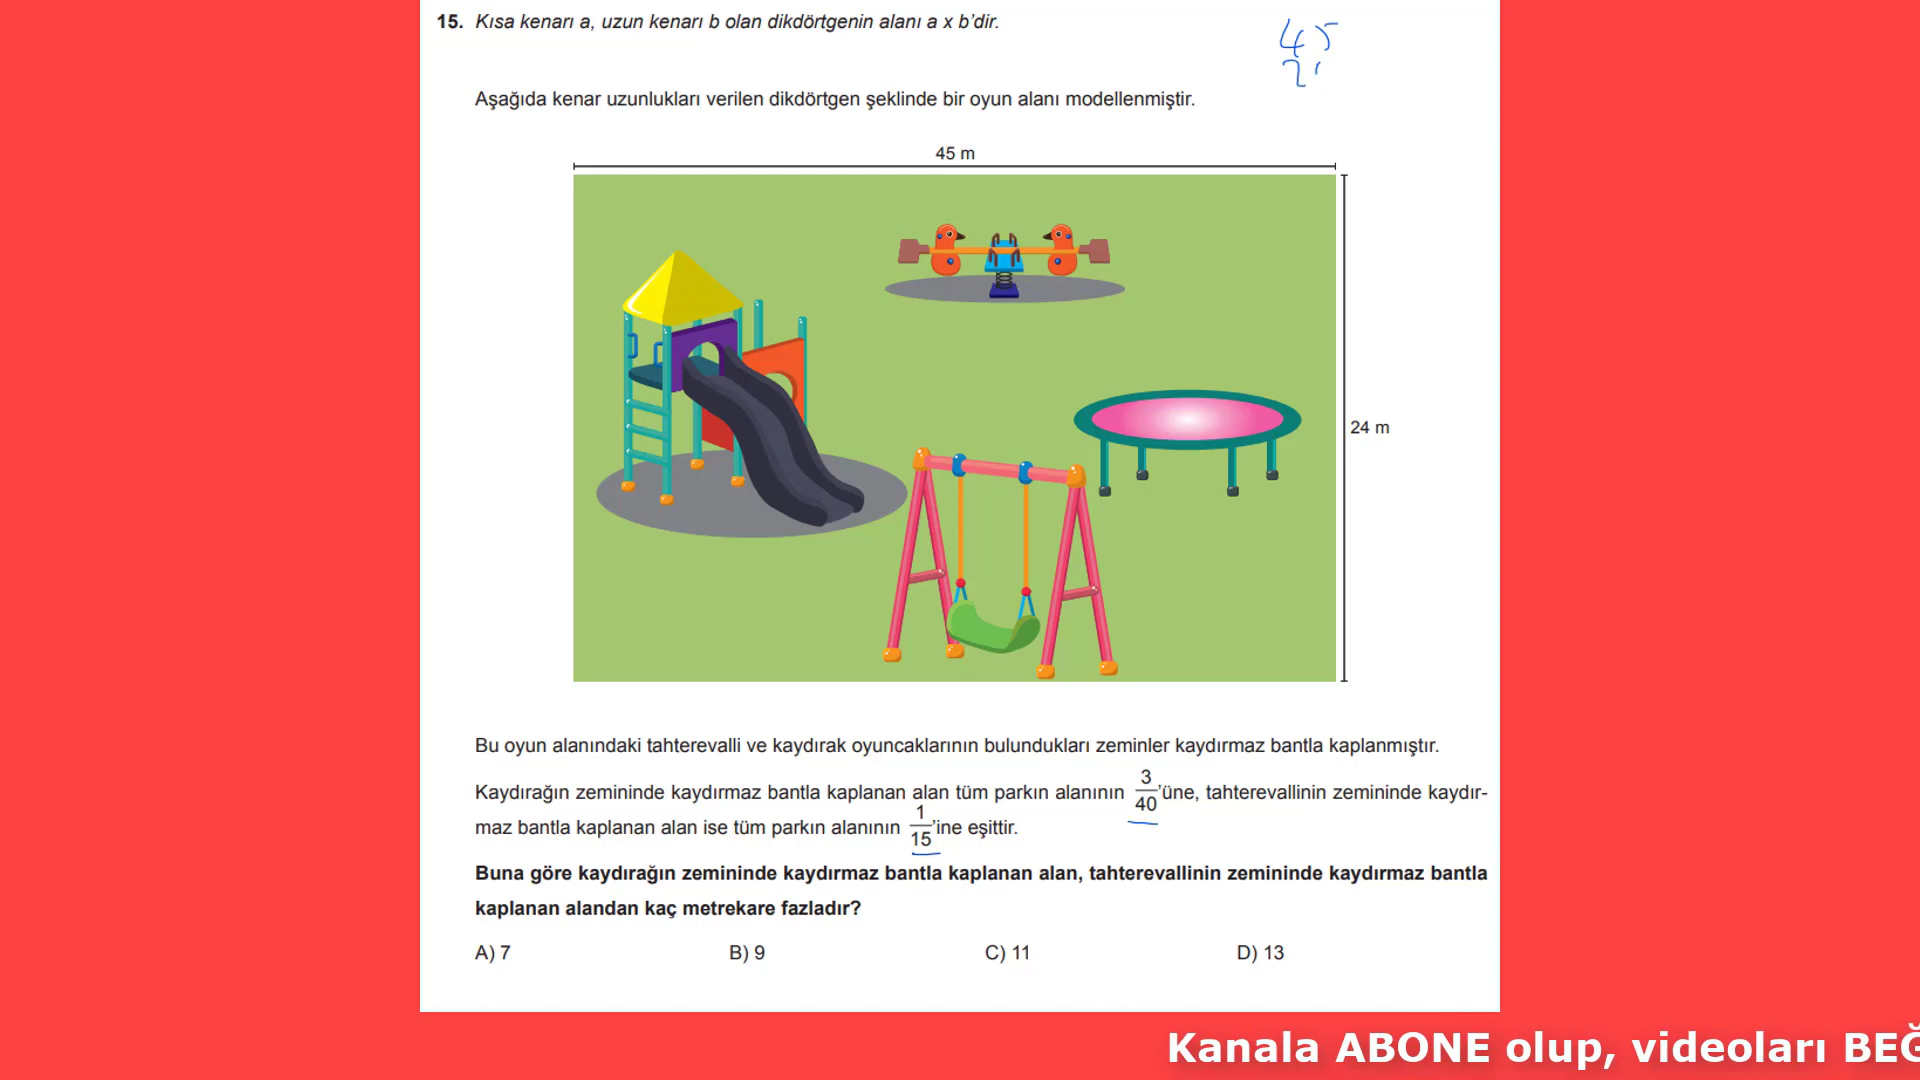 15. Kısa kenarı a, uzun kenarı b olan dikdörtgenin alanı a x b’dir.
45
Aşağıda kenar uzunlukları verilen dikdörtgen şeklinde bir oyun alanı modellenmiştir.
45 m
24 m
Bu oyun alanındaki tahterevalli ve kaydırak oyuncaklarının bulundukları zeminler kaydırmaz bantla kaplanmıştır.
Kaydırağın zemininde kaydırmaz bantla kaplanan alan tüm parkın alanının 3/40’üne, tahterevallinin zemininde kaydır-
maz bantla kaplanan alan ise tüm parkın alanının 1/15’ine eşittir.
Buna göre kaydırağın zemininde kaydırmaz bantla kaplanan alan, tahterevallinin zemininde kaydırmaz bantla
kaplanan alandan kaç metrekare fazladır?
A) 7 B) 9 C) 11 D) 13
Kanala ABONE olup, videoları BEĞ